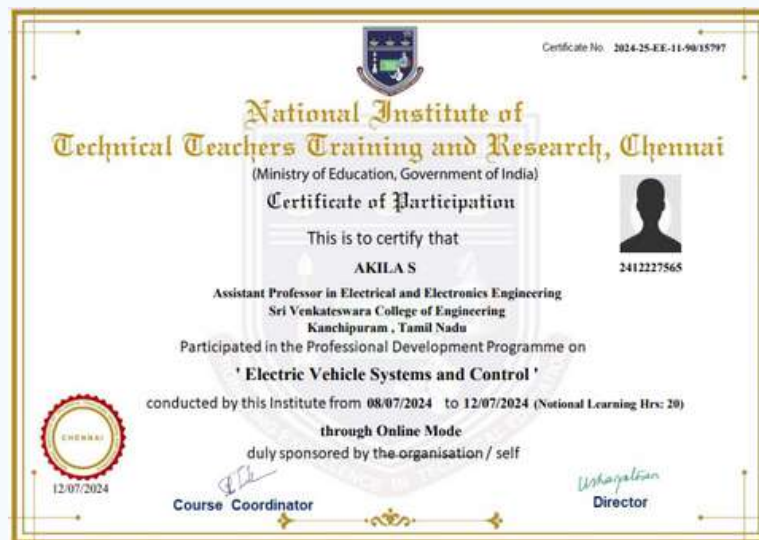 Certificate No. 2024-25-EE-11-90/15797
National Institute of
Technical Teachers Training and Research, Chennai
(Ministry of Education, Government of India)
Certificate of Participation
This is to certify that
AKILA S
2412227565
Assistant Professor in Electrical and Electronics Engineering
Sri Venkateswara College of Engineering
Kanchipuram , Tamil Nadu
Participated in the Professional Development Programme on
' Electric Vehicle Systems and Control '
conducted by this Institute from 08/07/2024 to 12/07/2024 (Notional Learning Hrs: 20)
through Online Mode
duly sponsored by the organisation / self
CHENNAI
12/07/2024
Course Coordinator
Director